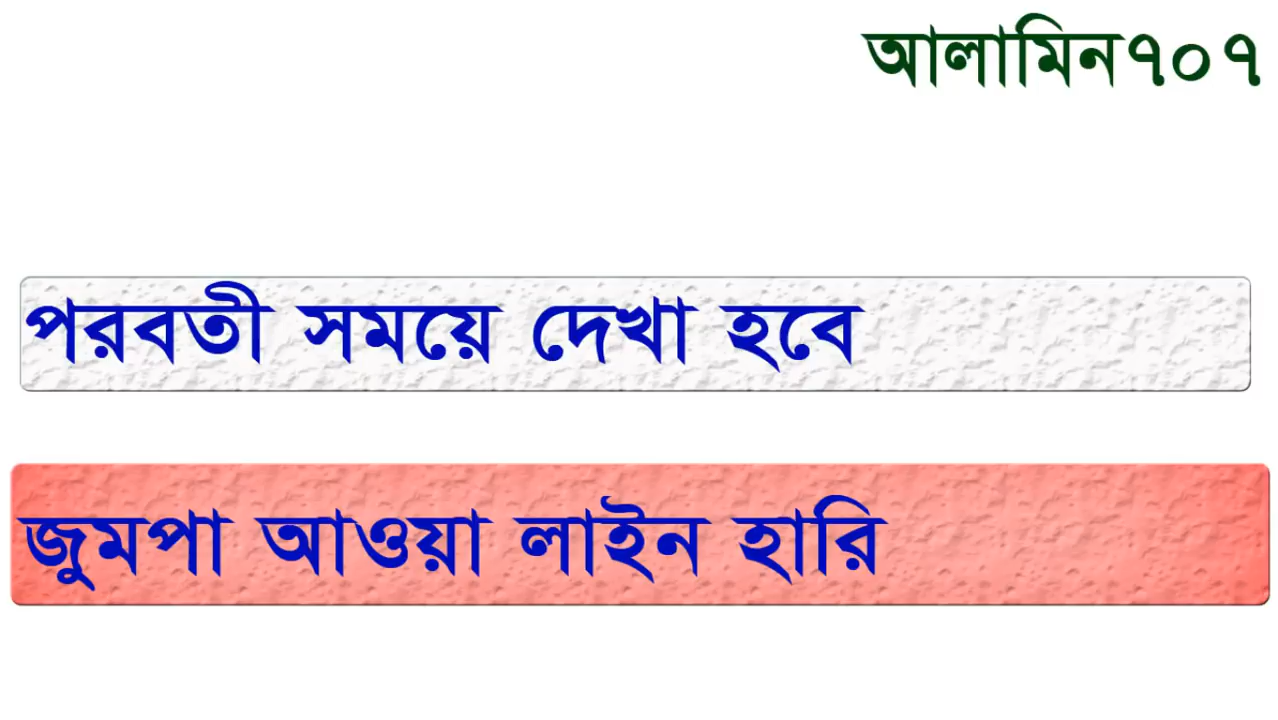 আলামিন৭০৭
পরবতী সময়ে দেখা হবে
জুমপা আওয়া লাইন হারি